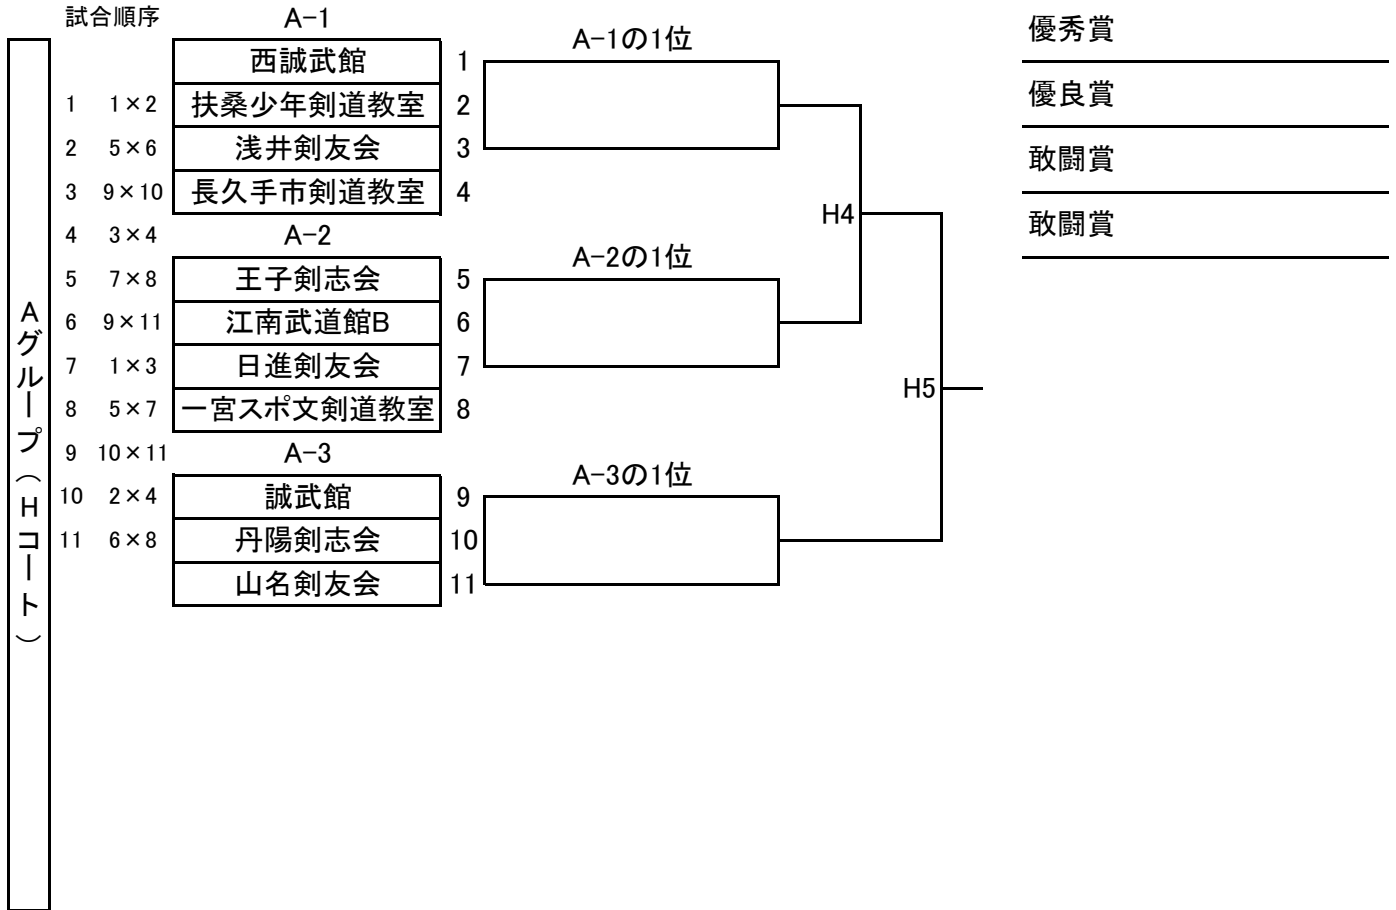 試合順序 A-1
西誠武館 1 A-1の1位 優秀賞
1 1×2 扶桑少年剣道教室 2 優良賞
2 5×6 浅井剣友会 3 敢闘賞
3 9×10 長久手市剣道教室 4 H4 敢闘賞
4 3×4 A-2 A-2の1位
5 7×8 王子剣志会 5
6 9×11 江南武道館B 6
7 1×3 日進剣友会 7
8 5×7 一宮スポ文剣道教室 8 H5
9 10×11 A-3 A-3の1位
10 2×4 誠武館 9
11 6×8 丹陽剣志会 10
山名剣友会 11
Aグループ（Hコート）